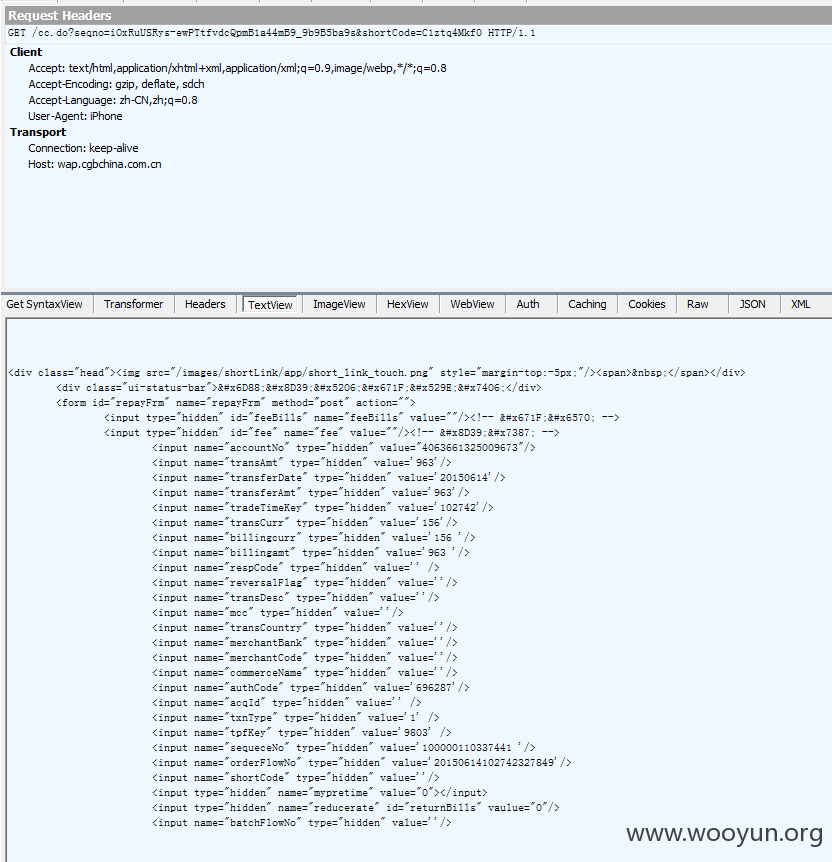 Request Headers
GET /cc.do?seqno=iOxRuUSRys-ewPTtfvdcQpmB1a44mB9_9b9B5ba9s&shortCode=C1ztq4Mkf0 HTTP/1.1
Client
Accept: text/html,application/xhtml+xml,application/xml;q=0.9,image/webp,*/*;q=0.8
Accept-Encoding: gzip, deflate, sdch
Accept-Language: zh-CN,zh;q=0.8
User-Agent: iPhone
Transport
Connection: keep-alive
Host: wap.cgbchina.com.cn
Get SyntaxView Transformer Headers TextView ImageView HexView WebView Auth Caching Cookies Raw JSON XML
<div class="head"><img src="/images/shortLink/app/short_link_touch.png" style="margin-top:-5px;"/><span>&nbsp;</span></div>
<div class="ui-status-bar">&#x6D88;&#x8D39;&#x5206;&#x671F;&#x529E;&#x7406;</div>
<form id="repayFrm" name="repayFrm" method="post" action="">
<input type="hidden" id="feeBills" name="feeBills" value=""/><!-- &#x671F;&#x6570; -->
<input type="hidden" id="fee" name="fee" value=""/><!-- &#x8D39;&#x7387; -->
<input name="accountNo" type="hidden" value="4063661325009673"/>
<input name="transAmt" type="hidden" value='963'/>
<input name="transferDate" type="hidden" value='20150614'/>
<input name="transferAmt" type="hidden" value='963'/>
<input name="tradeTimeKey" type="hidden" value='102742'/>
<input name="transCurr" type="hidden" value='156'/>
<input name="billingcurr" type="hidden" value='156 '/>
<input name="billingamt" type="hidden" value='963 '/>
<input name="respCode" type="hidden" value='' />
<input name="reversalFlag" type="hidden" value=''/>
<input name="transDesc" type="hidden" value=''/>
<input name="mcc" type="hidden" value=''/>
<input name="transCountry" type="hidden" value=''/>
<input name="merchantBank" type="hidden" value=''/>
<input name="merchantCode" type="hidden" value=''/>
<input name="commerceName" type="hidden" value=''/>
<input name="authCode" type="hidden" value='696287'/>
<input name="acqId" type="hidden" value='' />
<input name="txnType" type="hidden" value='1' />
<input name="tpfKey" type="hidden" value='9803' />
<input name="sequeceNo" type="hidden" value='100000110337441 '/>
<input name="orderFlowNo" type="hidden" value='20150614102742327849'/>
<input name="shortCode" type="hidden" value=''/>
<input type="hidden" name="mypretime" value="0"></input>
<input type="hidden" name="reducerate" id="returnBills" vaulue="0"/>
<input name="batchFlowNo" type="hidden" value=''/>
www.wooyun.org